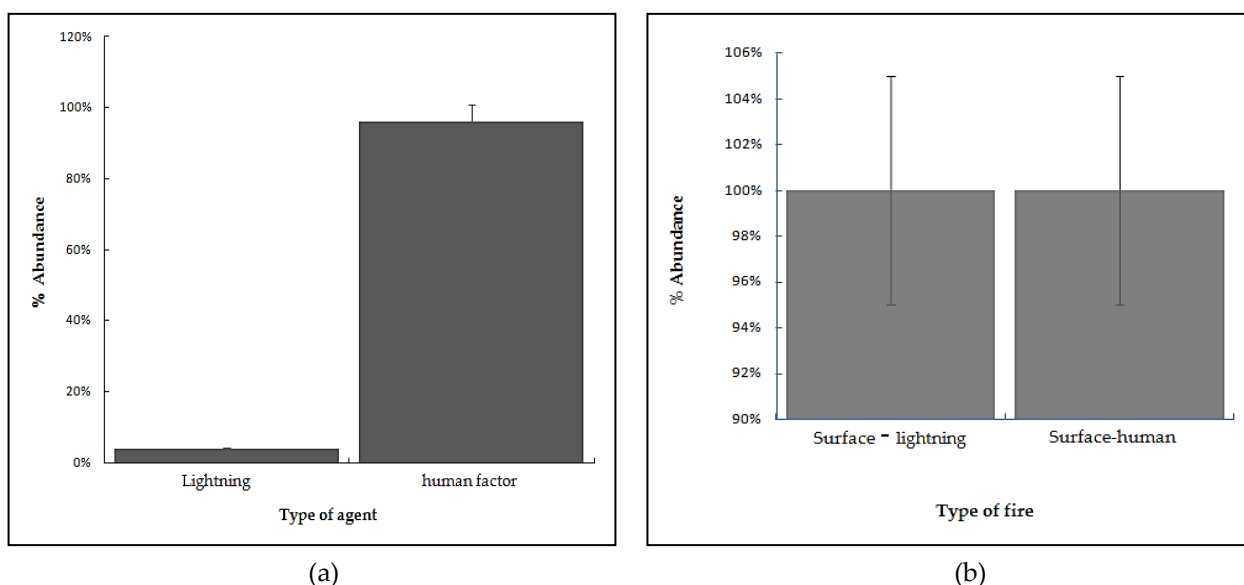 120%
100%
80%
60%
40%
20%
0%
% Abundance
Lightning
human factor
Type of agent
(a)
106%
104%
102%
100%
98%
96%
94%
92%
90%
% Abundance
Surface - lightning
Surface-human
Type of fire
(b)